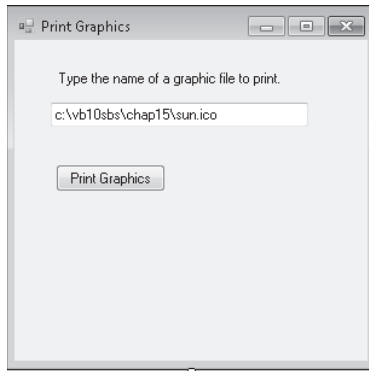 Print Graphics
Type the name of a graphic file to print.
c:\vb10sbs\chap15\sun.ico
Print Graphics